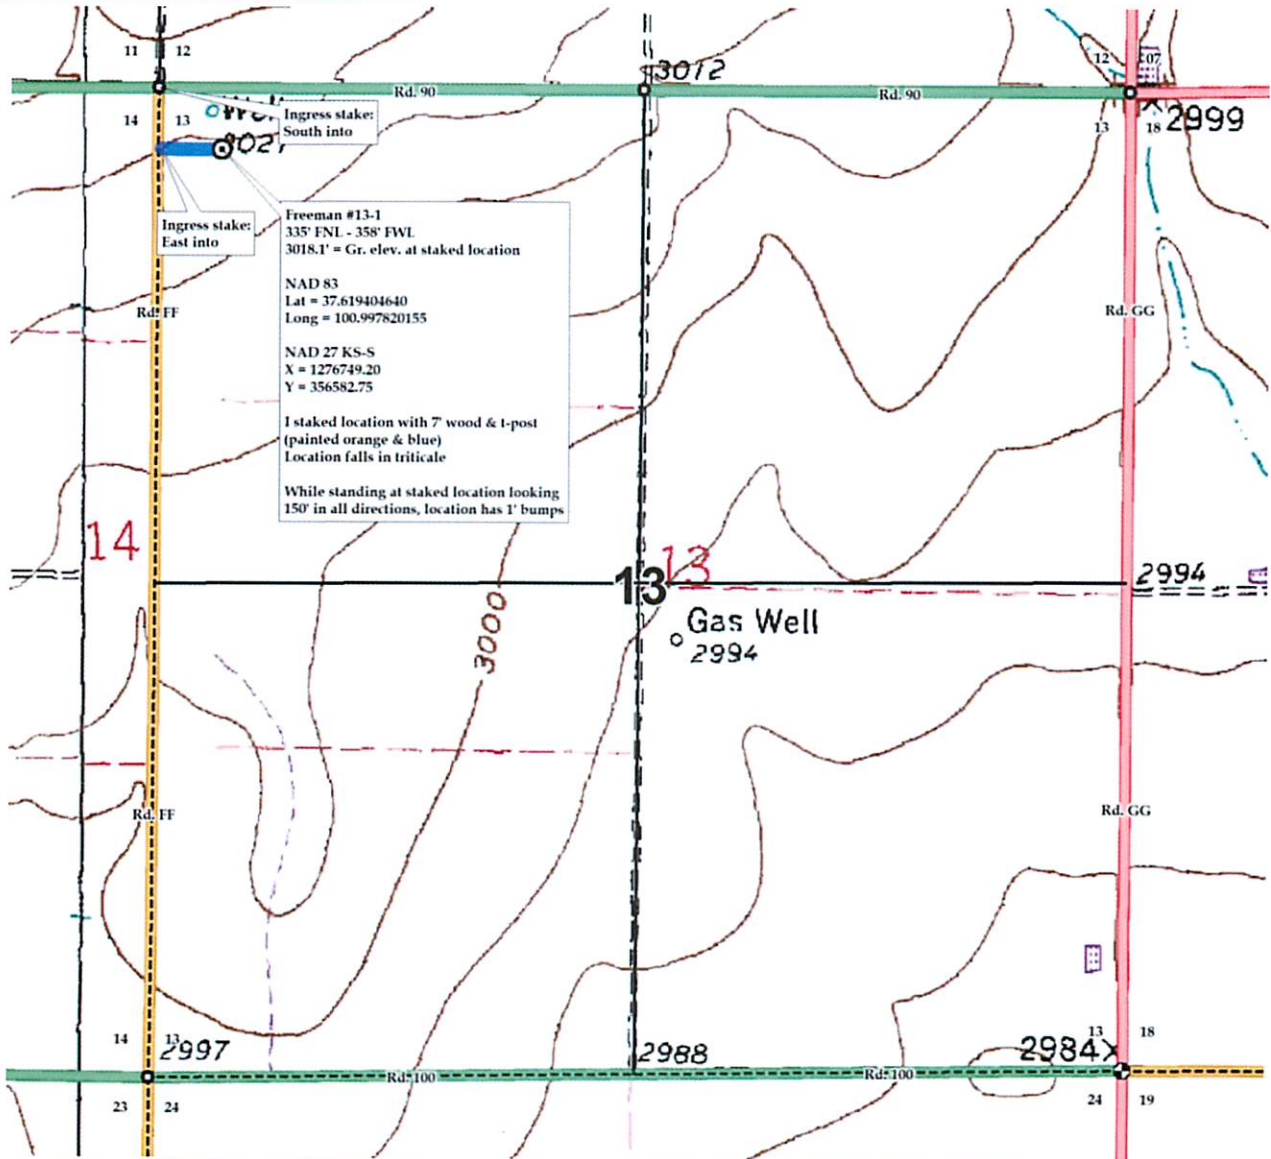 11 12
3012
12 07
Rd. 90
Rd. 90
Ingress stake:
South into
14 13
13 18
2999
Ingress stake:
East into
Freeman #13-1
335' FNL - 358' FWL
3018.1' = Gr. elev. at staked location
NAD 83
Lat = 37.619404640
Long = 100.997820155
NAD 27 KS-S
X = 1276749.20
Y = 356582.75
I staked location with 7' wood & t-post
(painted orange & blue)
Location falls in triticale
While standing at staked location looking
150' in all directions, location has 1' bumps
Rd. FF
Rd. GG
14
13
13
2994
Gas Well
2994
3000
Rd. FF
Rd. GG
14 13
2997
2988
13 18
2984
Rd. 100
Rd. 100
23 24
24 19